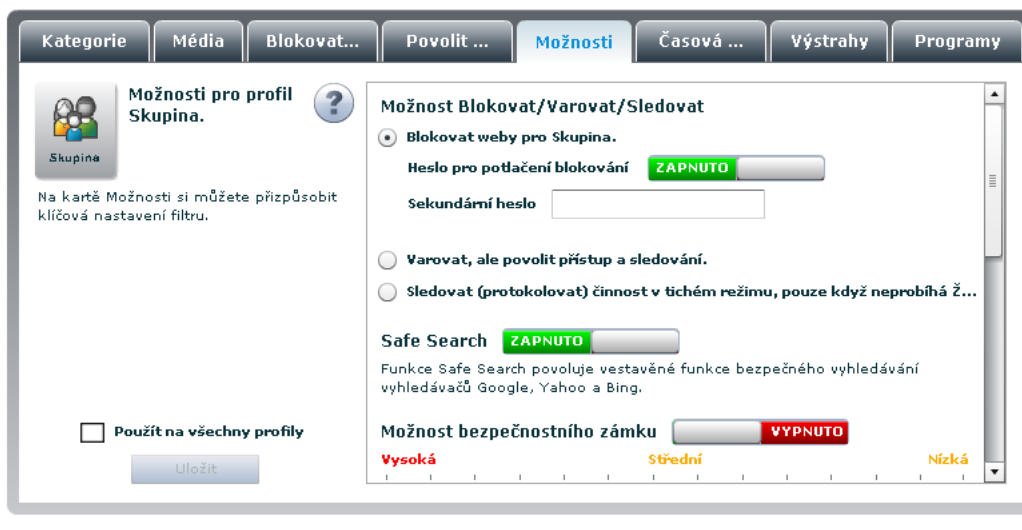 Kategorie
Média
Blokovat...
Povolit ...
Možnosti
Časová ...
Výstrahy
Programy
Možnosti pro profil
Skupina.
?
Skupina
Na kartě Možnosti si můžete přizpůsobit
klíčová nastavení filtru.
Použít na všechny profily
Uložit
Možnost Blokovat/Varovat/Sledovat
Blokovat weby pro Skupina.
Heslo pro potlačení blokování ZAPNUTO
Sekundární heslo
Varovat, ale povolit přístup a sledování.
Sledovat (protokolovat) činnost v tichém režimu, pouze když neprobíhá Ž...
Safe Search ZAPNUTO
Funkce Safe Search povoluje vestavěné funkce bezpečného vyhledávání
vyhledávačů Google, Yahoo a Bing.
Možnost bezpečnostního zámku VYPNUTO
Vysoká Střední Nízká